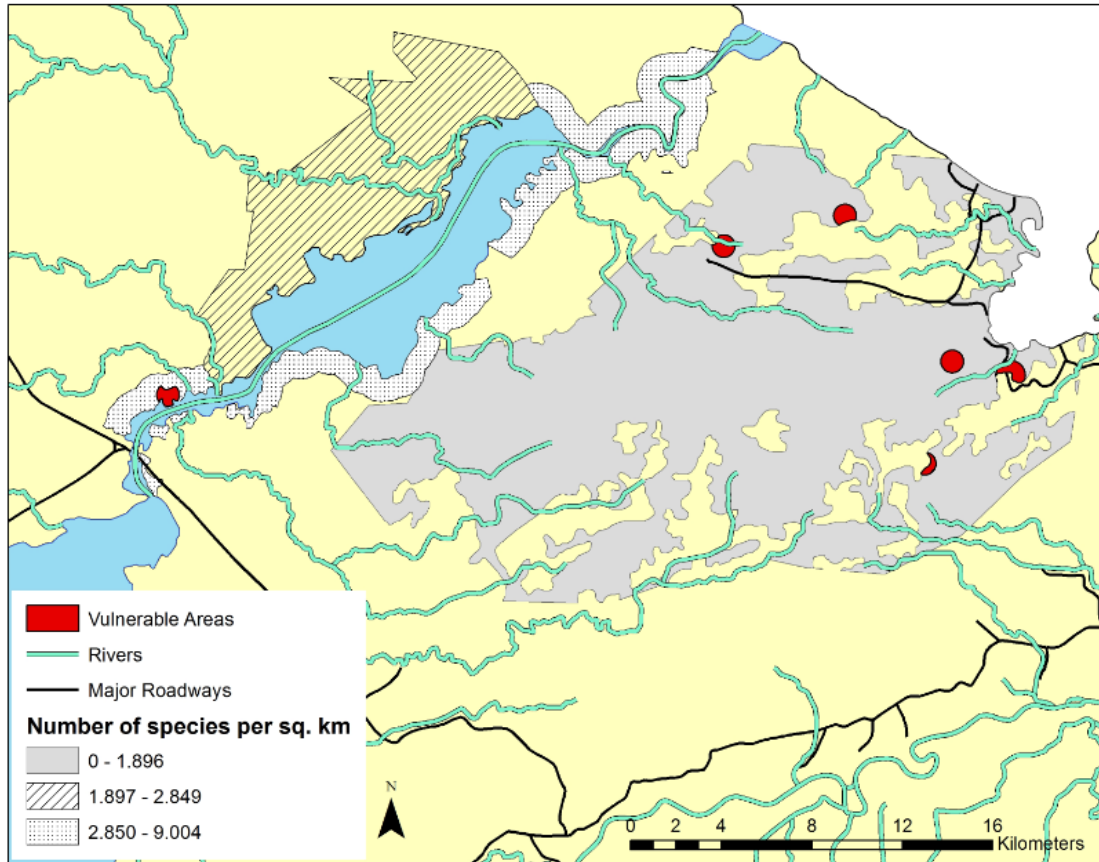 Vulnerable Areas
Rivers
Major Roadways
Number of species per sq. km
0 - 1.896
1.897 - 2.849
2.850 - 9.004
N
0 2 4 8 12 16
Kilometers